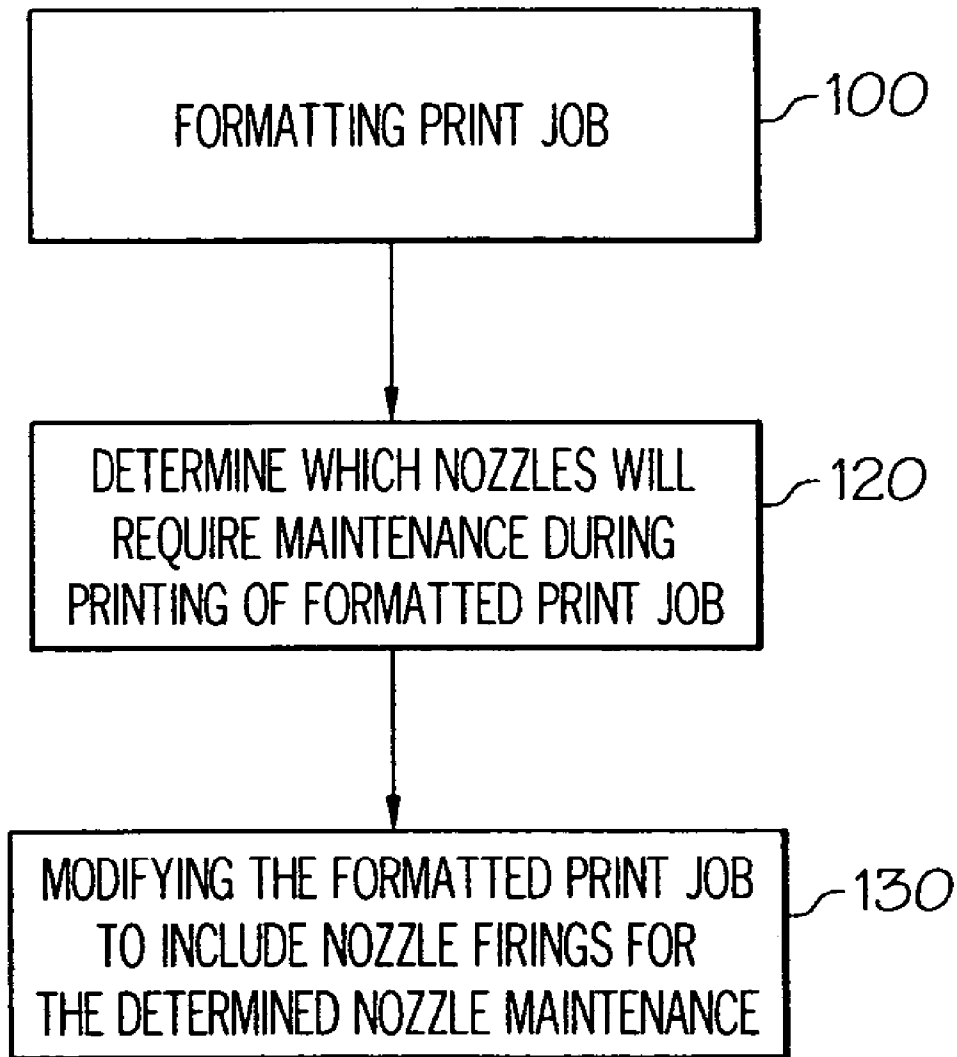 FORMATTING PRINT JOB
100
DETERMINE WHICH NOZZLES WILL
REQUIRE MAINTENANCE DURING
PRINTING OF FORMATTED PRINT JOB
120
MODIFYING THE FORMATTED PRINT JOB
TO INCLUDE NOZZLE FIRINGS FOR
THE DETERMINED NOZZLE MAINTENANCE
130